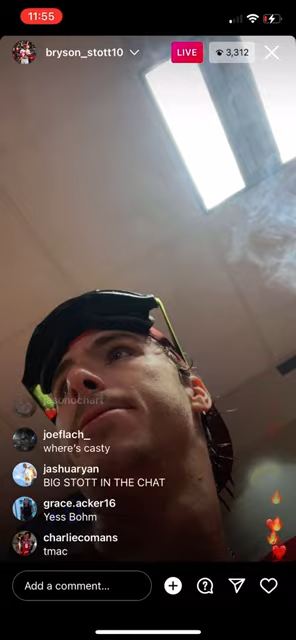 11:55
bryson_stott10
LIVE
3,312
joeflach_
where's casty
jashuaryan
BIG STOTT IN THE CHAT
grace.acker16
Yess Bohm
charliecomans
tmac
Add a comment...